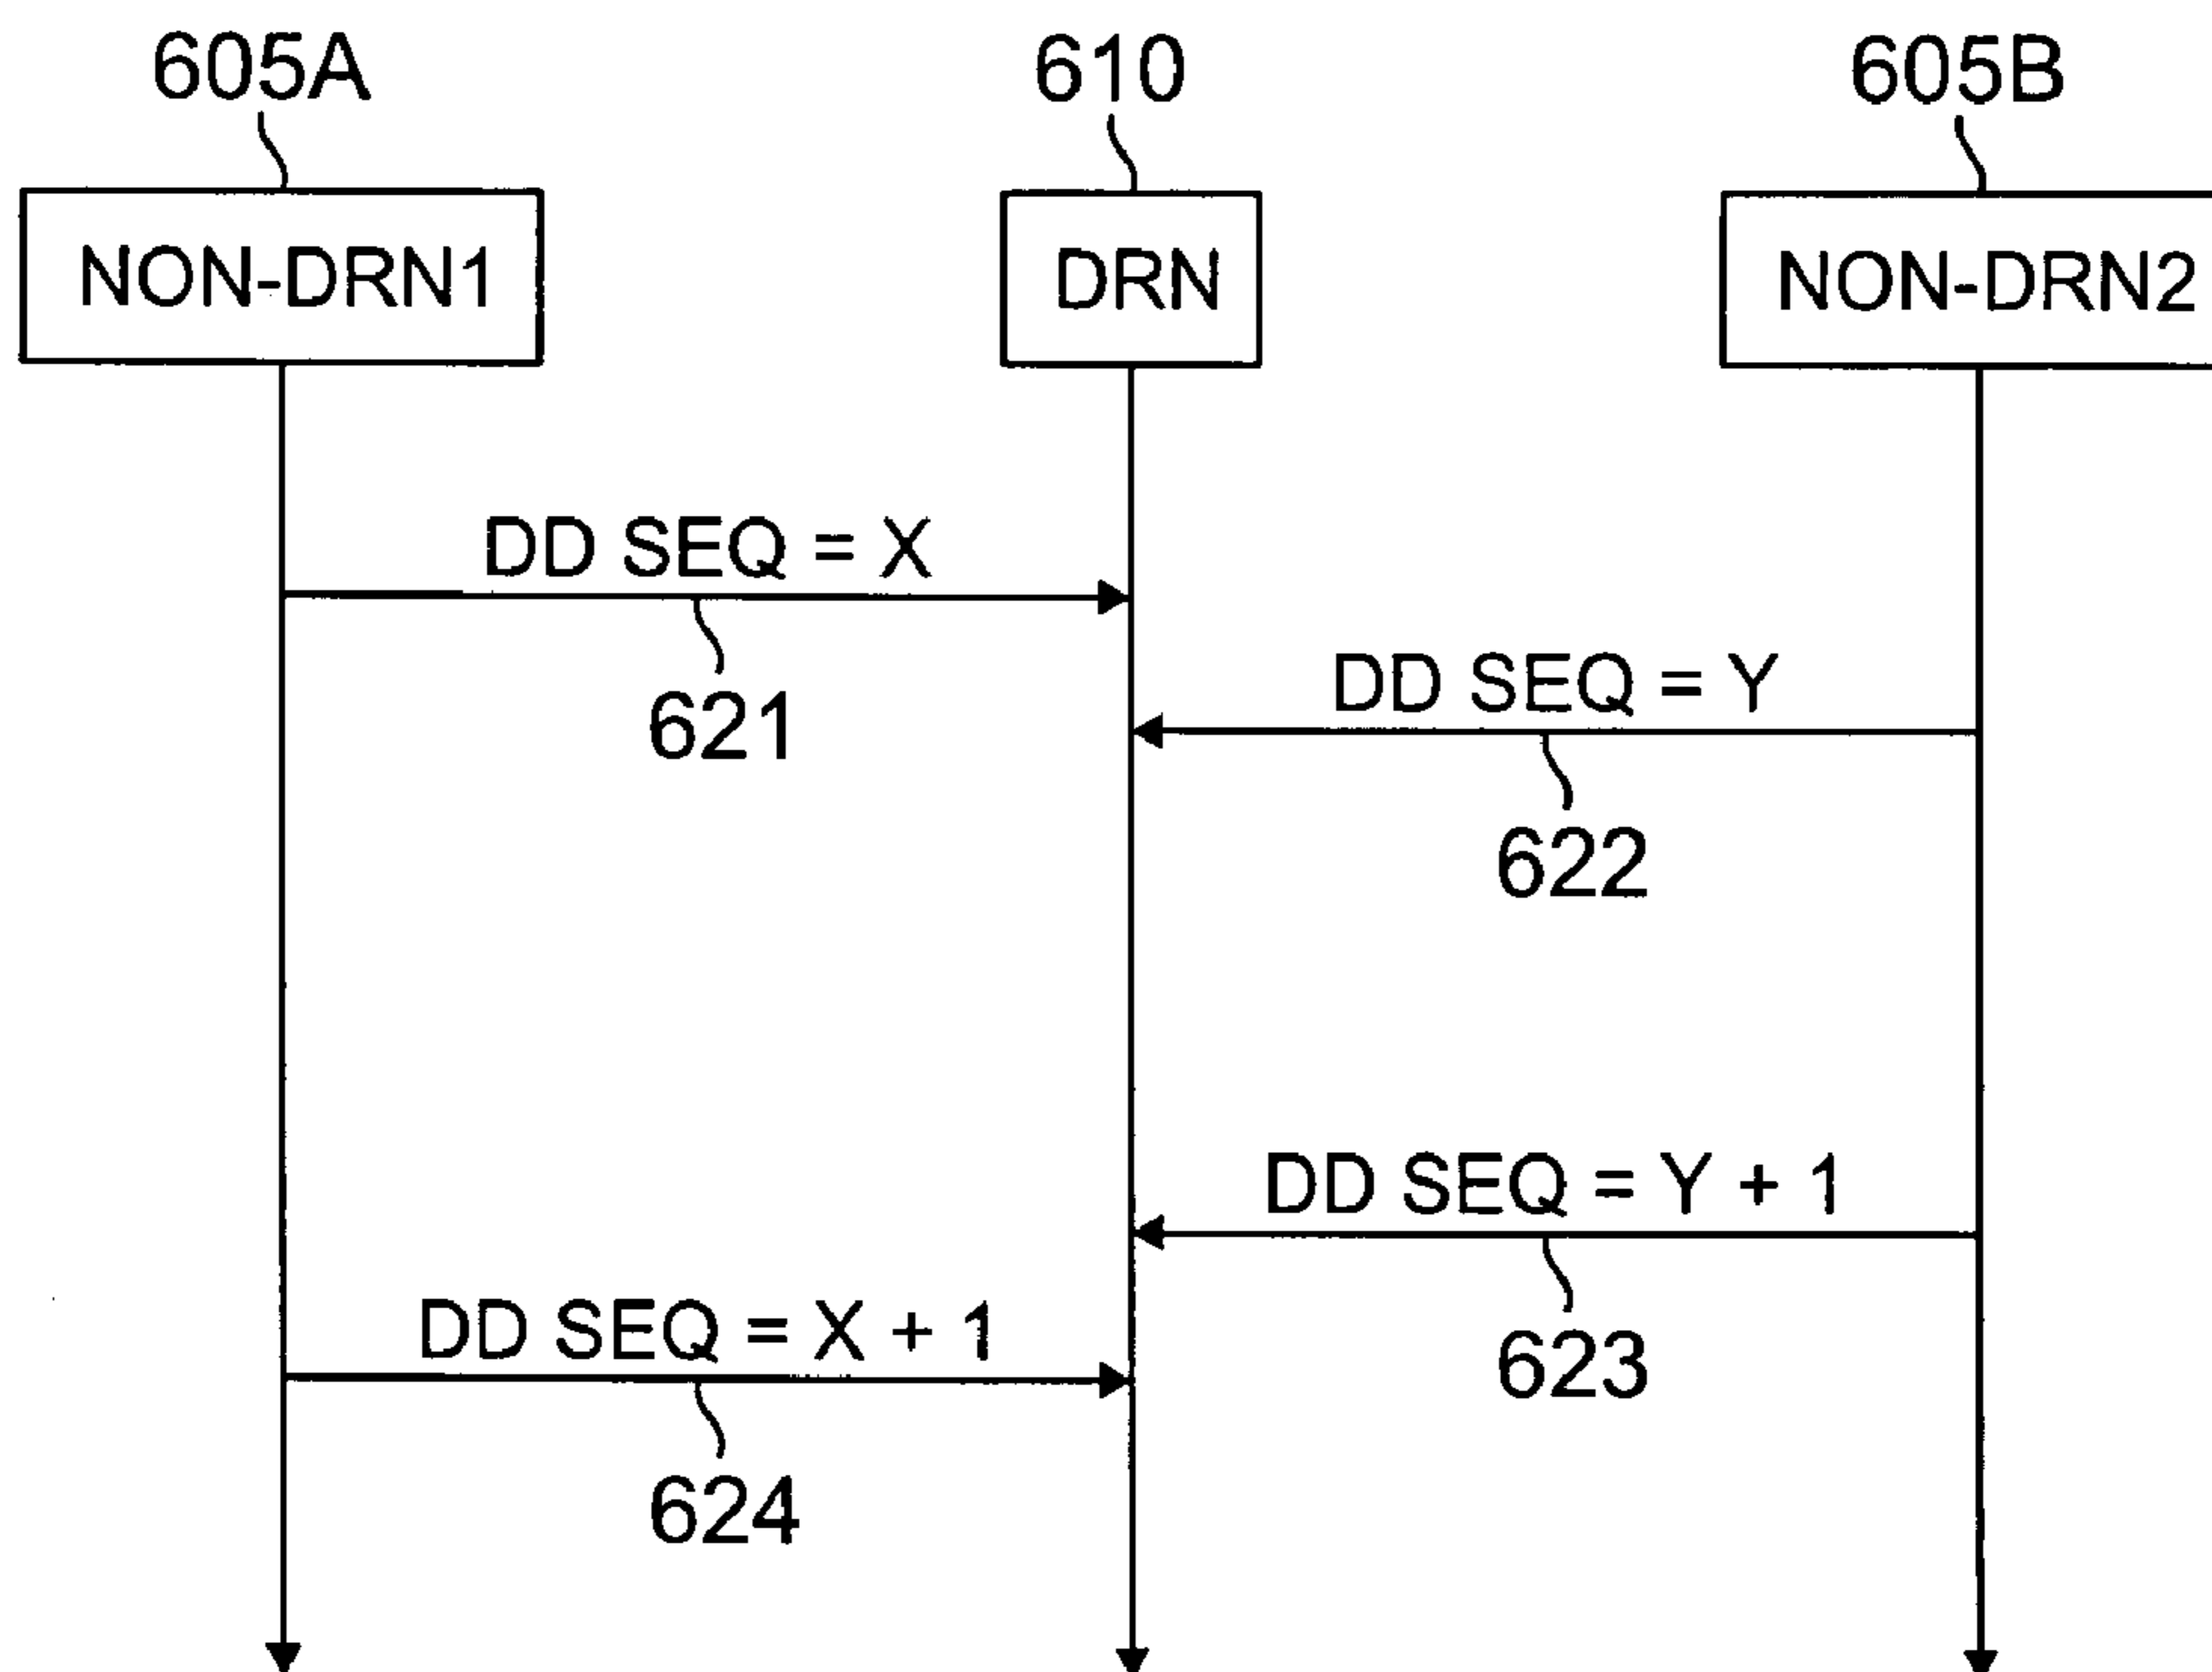 605A
610
605B
NON-DRN1
DRN
NON-DRN2
DD SEQ = X
621
DD SEQ = Y
622
DD SEQ = Y + 1
623
DD SEQ = X + 1
624